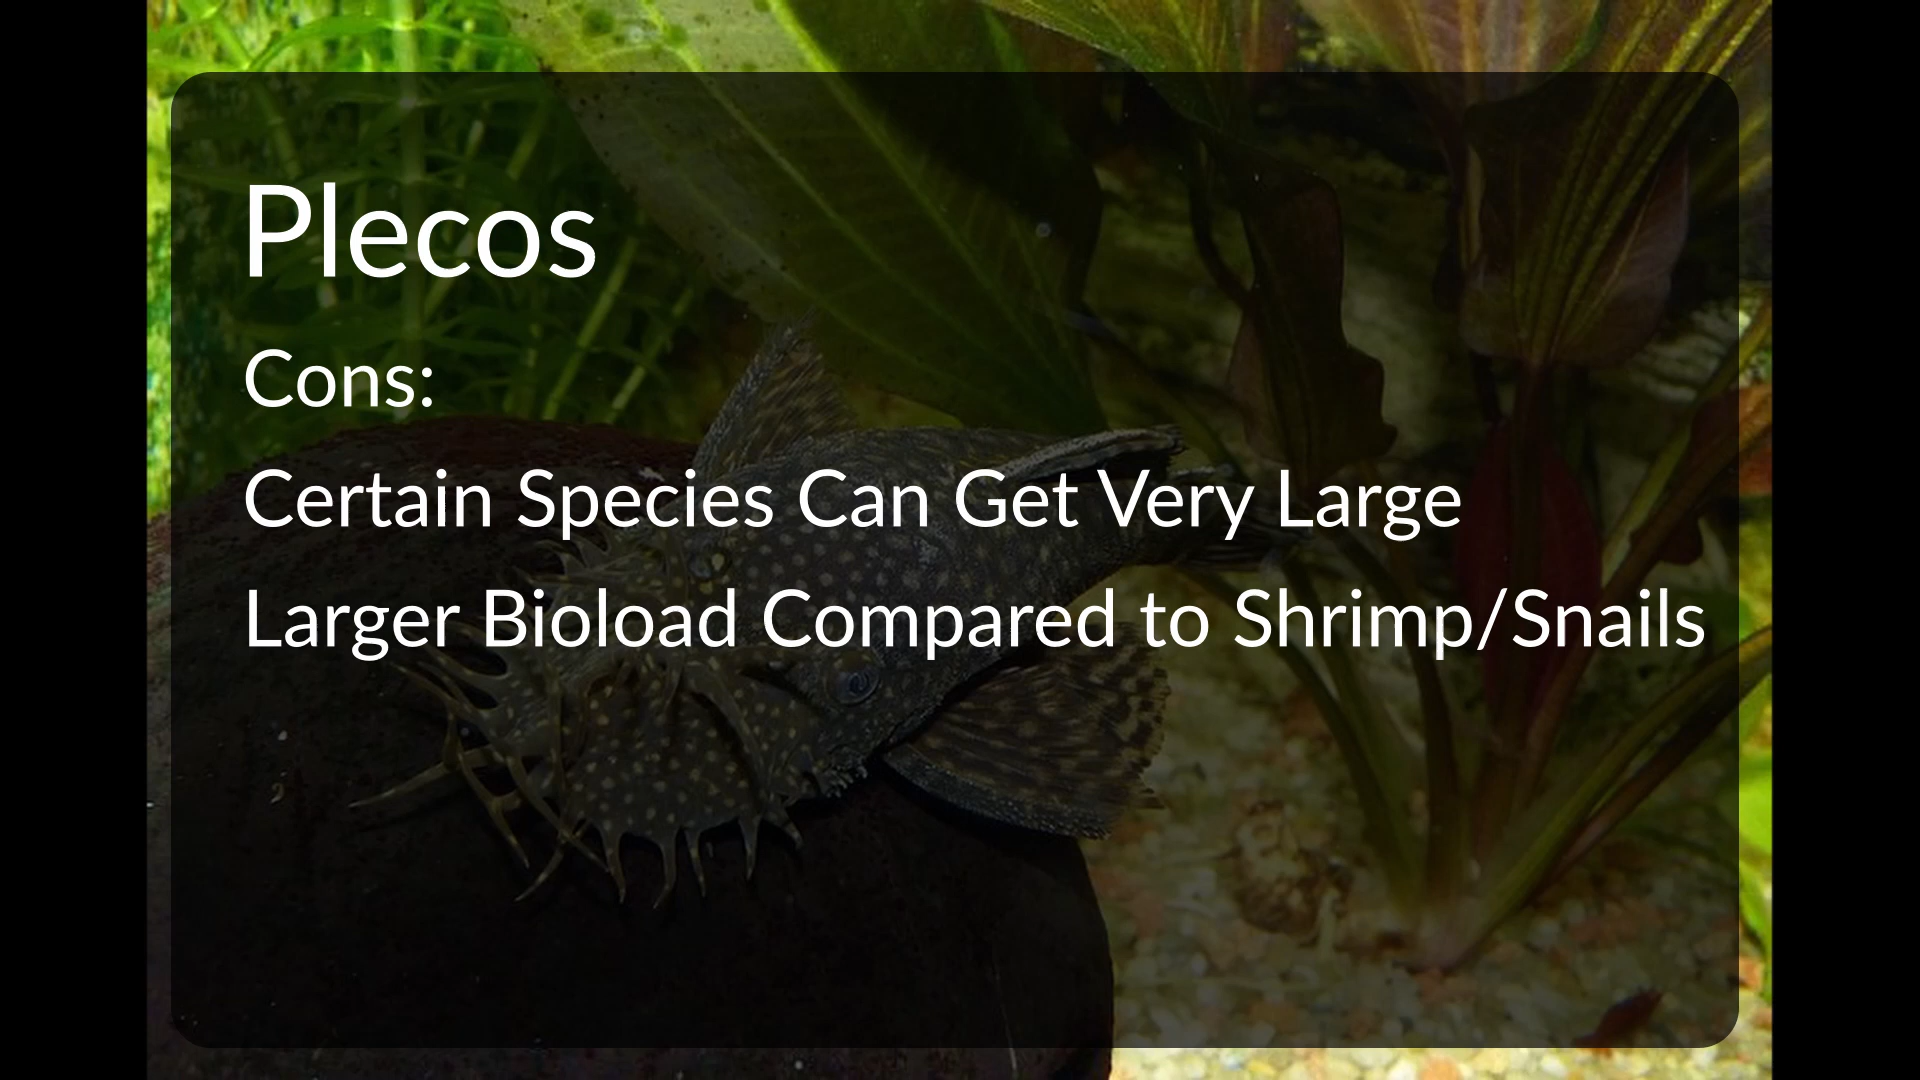 Plecos
Cons:
Certain Species Can Get Very Large
Larger Bioload Compared to Shrimp/Snails